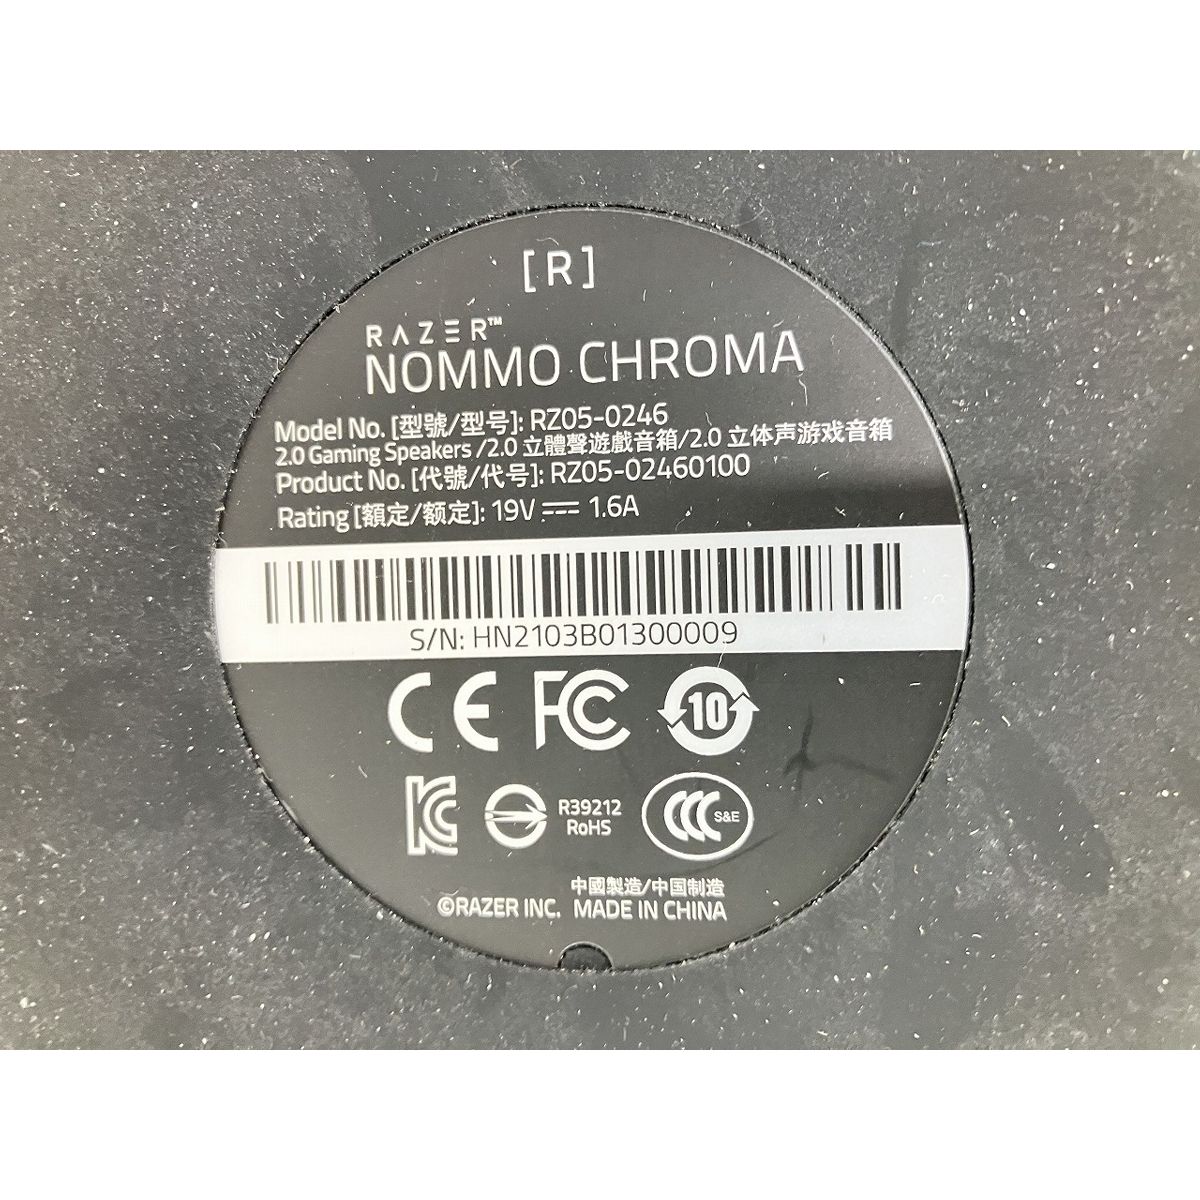 [R]
RAZER™
NOMMO CHROMA
Model No. [型號/型号]: RZ05-0246
2.0 Gaming Speakers /2.0 立體聲遊戲音箱/2.0 立体声游戏音箱
Product No. [代號/代号]: RZ05-02460100
Rating [額定/额定]: 19V ⎓ 1.6A
S/N: HN2103B01300009
CE FC 10
KC R39212
RoHS
CCC S&E
中國製造/中国制造
©RAZER INC. MADE IN CHINA